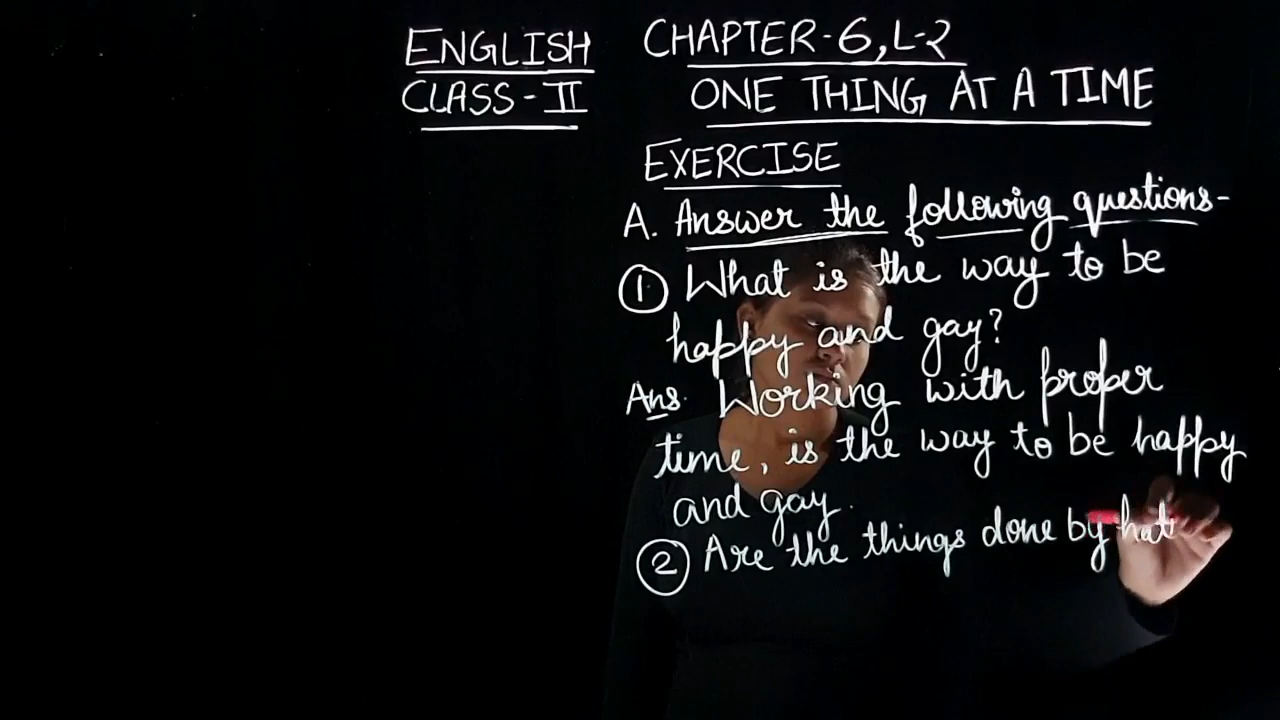 ENGLISH
CLASS-II
CHAPTER-6, L-2
ONE THING AT A TIME
EXERCISE
A. Answer the following questions-
1 What is the way to be
happy and gay?
Ans. Working with proper
time, is the way to be happy
and gay.
2 Are the things done by hat